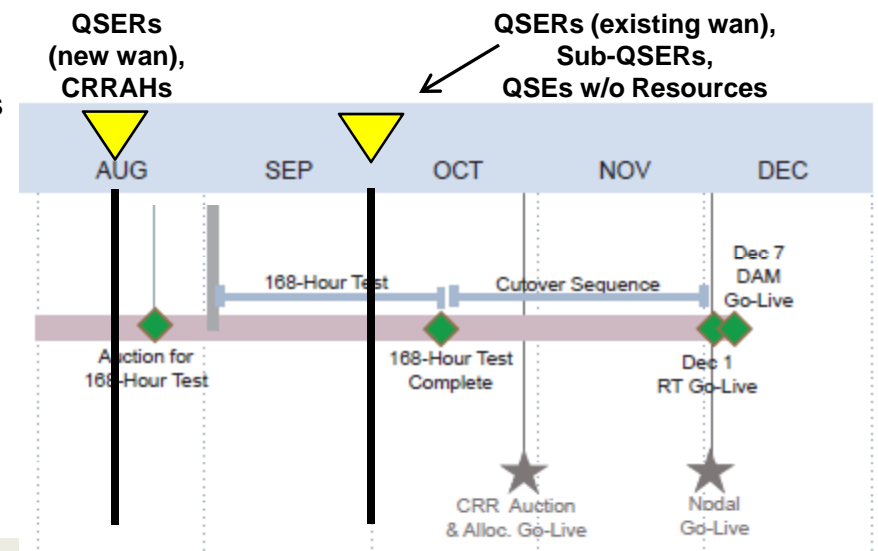 QSERs
(new wan),
CRRAHs
QSERs (existing wan),
Sub-QSERs,
QSEs w/o Resources
s
AUG SEP OCT NOV DEC
168-Hour Test
Cutover Sequence
Dec 7
DAM
Go-Live
Auction for
168-Hour Test
168-Hour Test
Complete
Dec 1
RT Go-Live
CRR Auction
& Alloc. Go-Live
Nodal
Go-Live